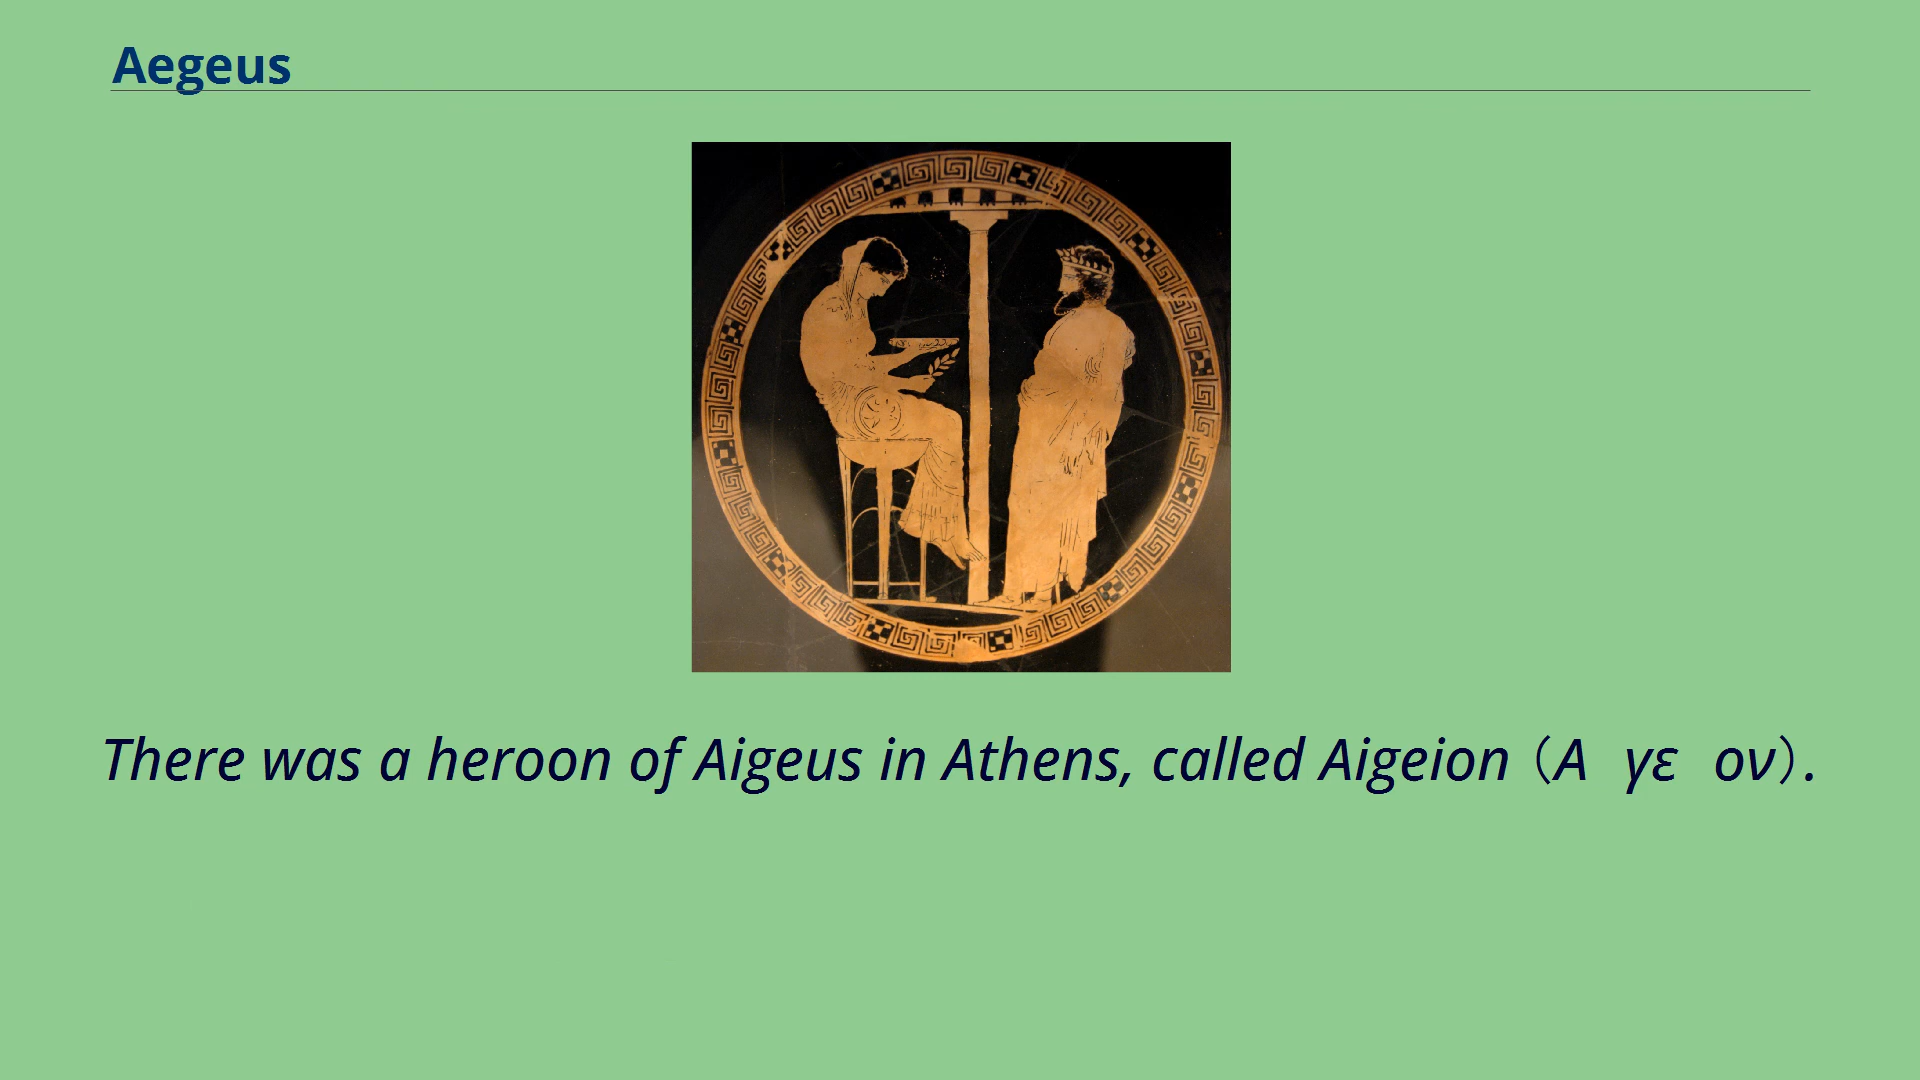 Aegeus
There was a heroon of Aigeus in Athens, called Aigeion (Α γε ον).